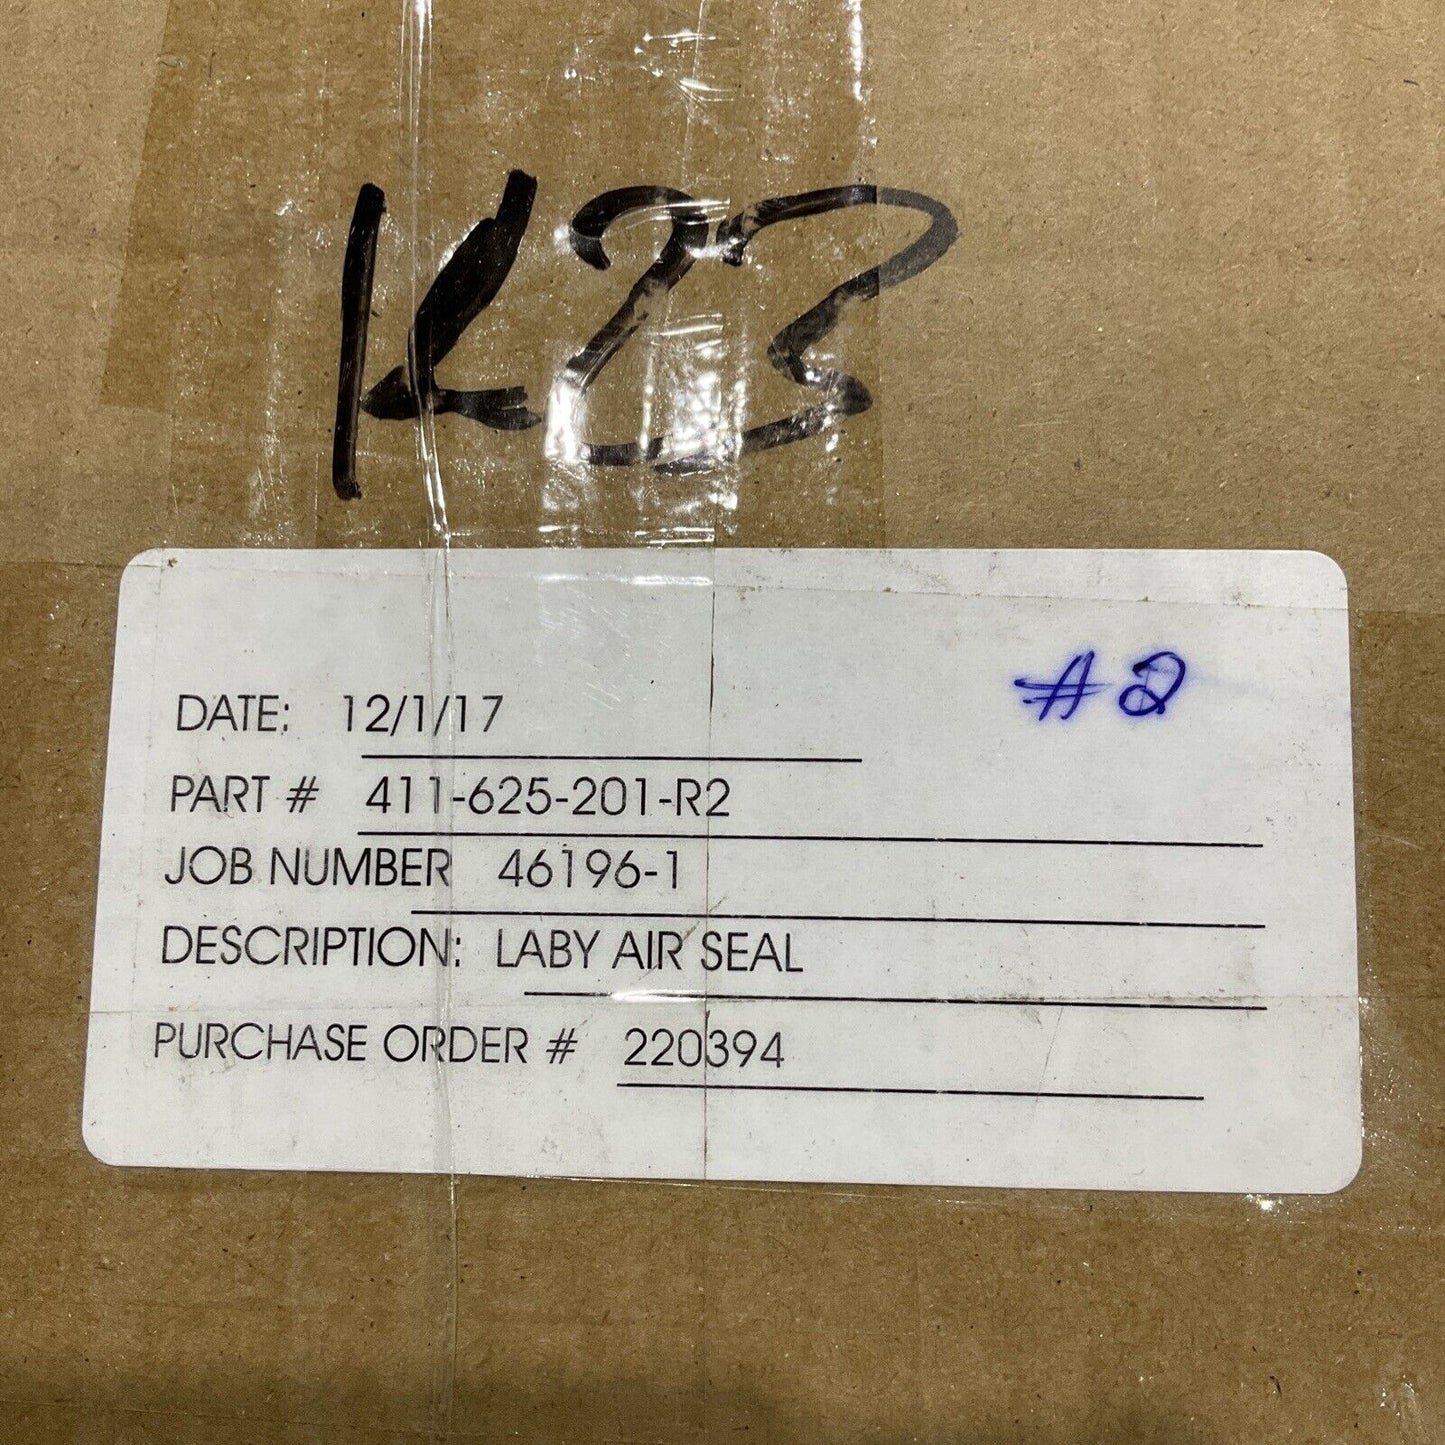 K23
#2
DATE: 12/1/17
PART # 411-625-201-R2
JOB NUMBER 46196-1
DESCRIPTION: LABY AIR SEAL
PURCHASE ORDER # 220394